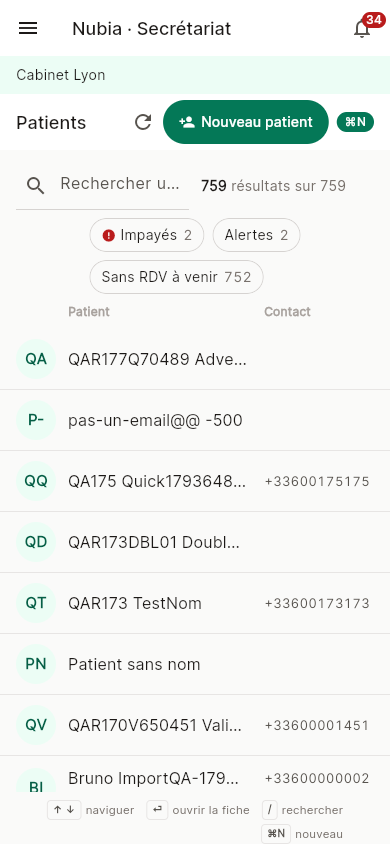 Nubia · Secrétariat
34
Cabinet Lyon
Patients
Nouveau patient
⌘N
Rechercher u...
759 résultats sur 759
Impayés 2
Alertes 2
Sans RDV à venir 752
Patient Contact
QA QAR177Q70489 Adve...
P- pas-un-email@@ -500
QQ QA175 Quick1793648... +33600175175
QD QAR173DBL01 Doubl...
QT QAR173 TestNom +33600173173
PN Patient sans nom
QV QAR170V650451 Vali... +33600001451
BI Bruno ImportQA-179... +33600000002
↑ ↓ naviguer ⏎ ouvrir la fiche / rechercher
⌘N nouveau